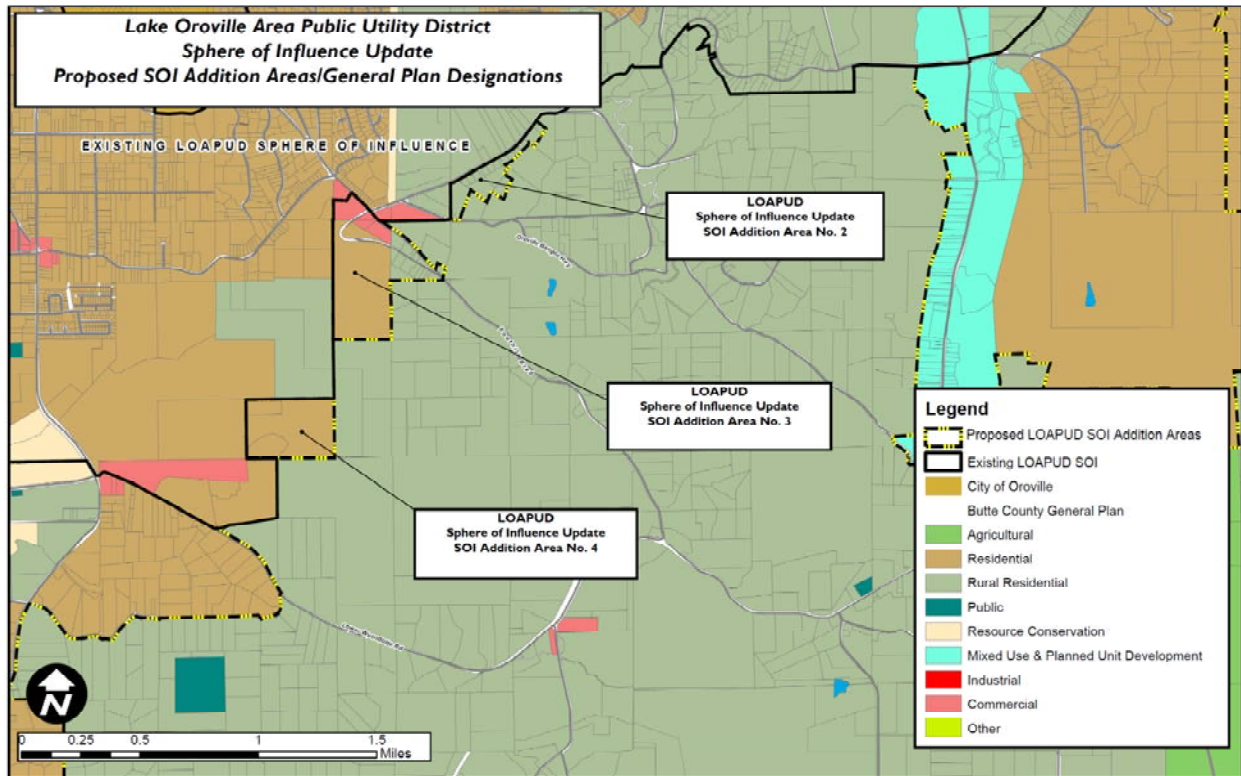 Lake Oroville Area Public Utility District
Sphere of Influence Update
Proposed SOI Addition Areas/General Plan Designations
EXISTING LOAPUD SPHERE OF INFLUENCE
LOAPUD
Sphere of Influence Update
SOI Addition Area No. 2
LOAPUD
Sphere of Influence Update
SOI Addition Area No. 3
LOAPUD
Sphere of Influence Update
SOI Addition Area No. 4
Legend
Proposed LOAPUD SOI Addition Areas
Existing LOAPUD SOI
City of Oroville
Butte County General Plan
Agricultural
Residential
Rural Residential
Public
Resource Conservation
Mixed Use & Planned Unit Development
Industrial
Commercial
Other
N
0 0.25 0.5 1 1.5
Miles